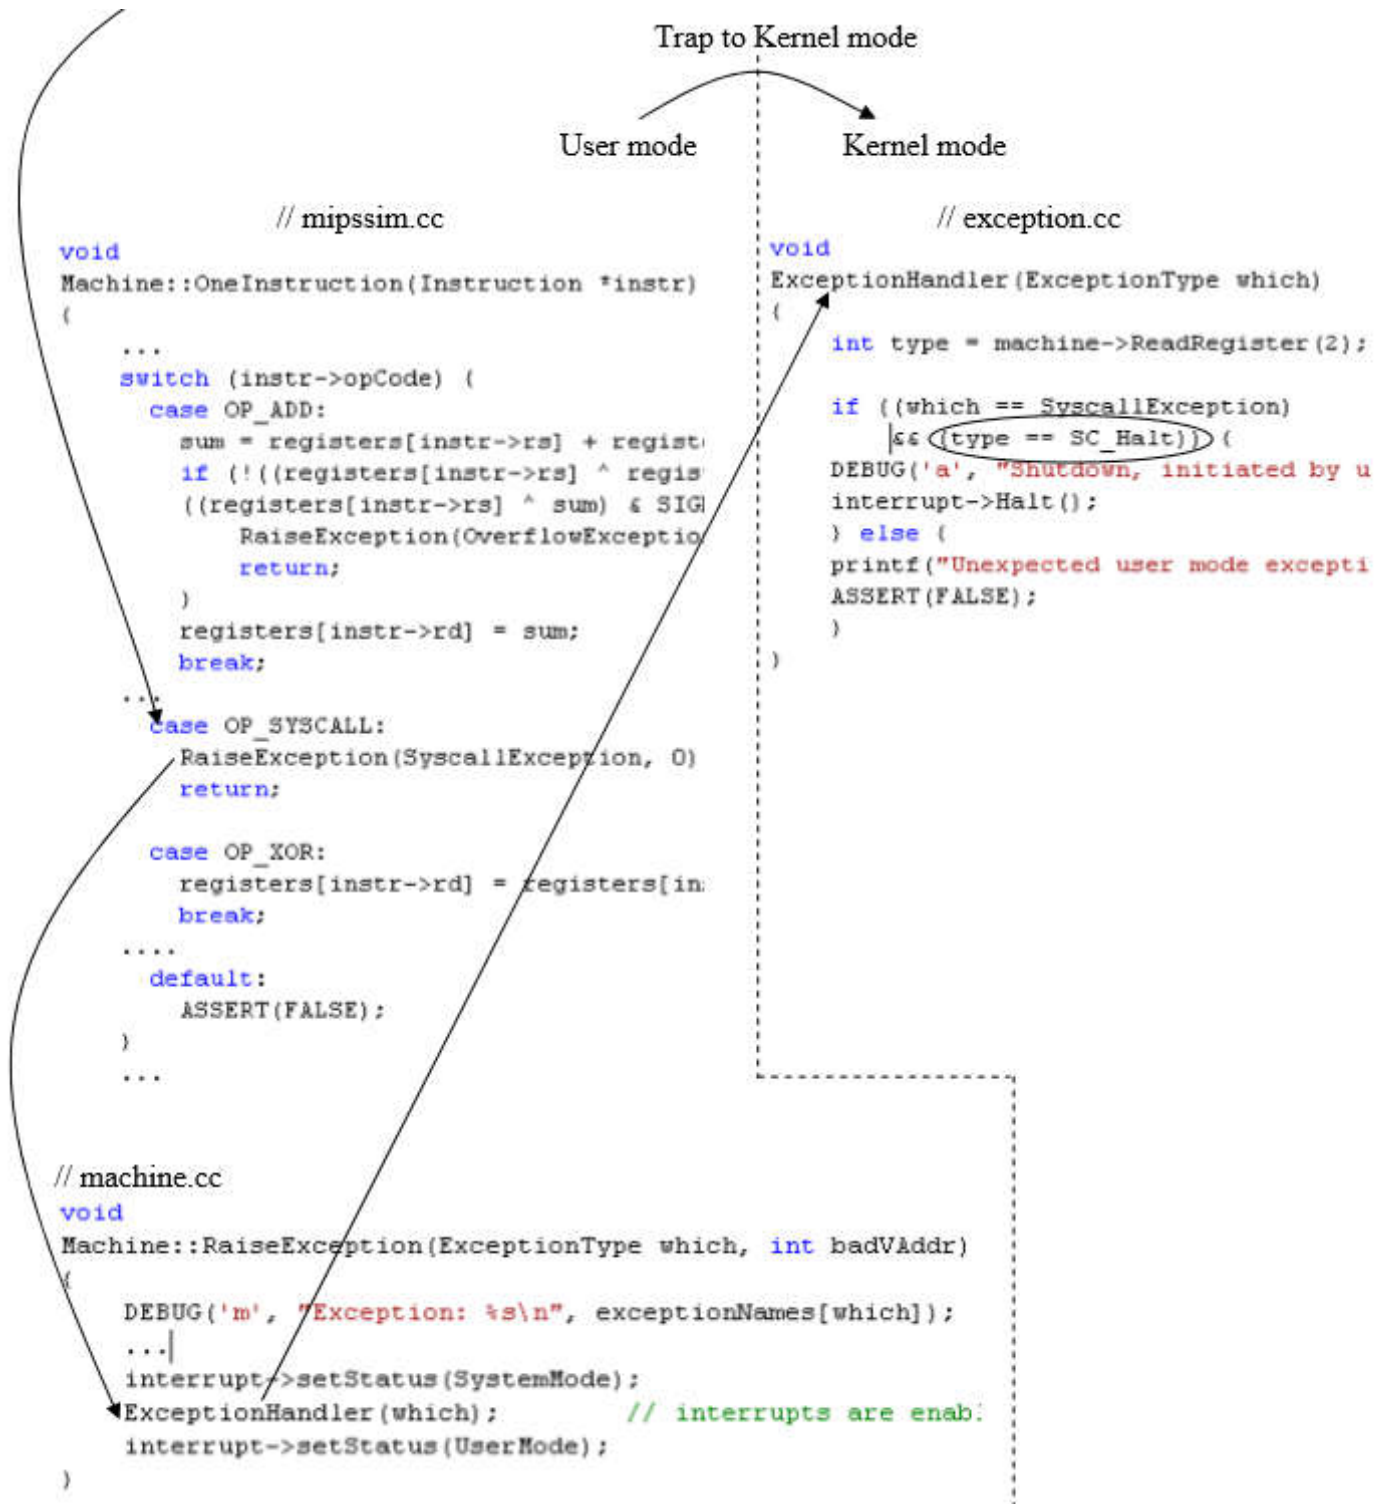 Trap to Kernel mode
User mode
Kernel mode
// mipssim.cc
void
Machine::OneInstruction(Instruction *instr)
{
...
switch (instr->opCode) {
case OP_ADD:
sum = registers[instr->rs] +
if (!((registers[instr->rs] ^
((registers[instr->rs] ^ sum) &
RaiseException(OverflowExceptio
return;
}
registers[instr->rd] = sum;
break;
...
case OP_SYSCALL:
RaiseException(SyscallException, 0)
return;
case OP_XOR:
registers[instr->rd] = registers[in
break;
....
default:
ASSERT(FALSE);
}
...
// exception.cc
void
ExceptionHandler(ExceptionType which)
{
int type = machine->ReadRegister(2);
if ((which == SyscallException)
&& (type == SC_Halt)) {
DEBUG('a', "Shutdown, initiated by u
interrupt->Halt();
} else {
printf("Unexpected user mode excepti
ASSERT(FALSE);
}
}
// machine.cc
void
Machine::RaiseException(ExceptionType which, int badVAddr)
{
DEBUG('m', "Exception: %s\n", exceptionNames[which]);
...
interrupt->setStatus(SystemMode);
ExceptionHandler(which); // interrupts are enab
interrupt->setStatus(UserMode);
}